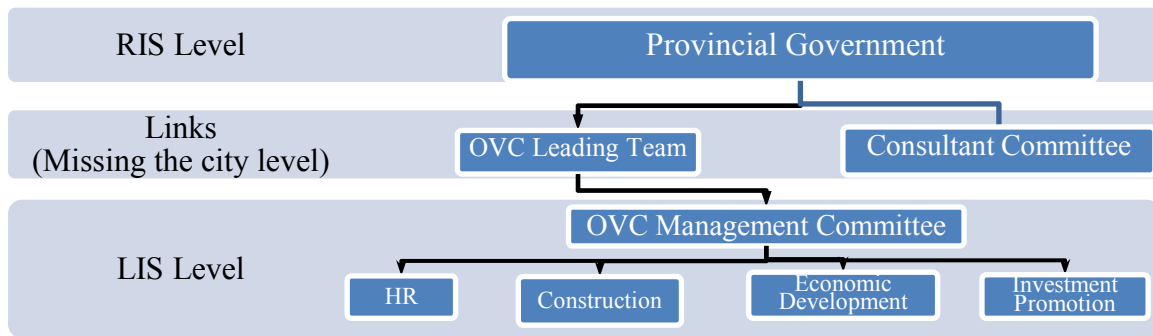 RIS Level
Provincial Government
Links
(Missing the city level)
OVC Leading Team
Consultant Committee
LIS Level
OVC Management Committee
HR
Construction
Economic
Development
Investment
Promotion